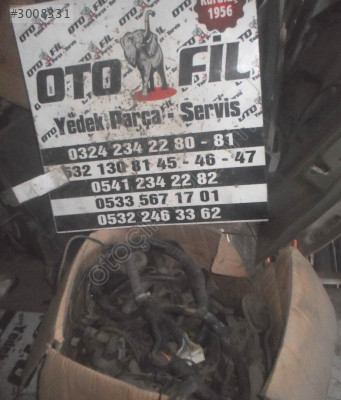 #3008331
Kuruluş
1956
OTO FİL
Yedek Parça - Servis
0324 234 22 80 - 81
532 130 81 45 - 46 - 47
0541 234 22 82
0533 567 17 01
0532 246 33 62